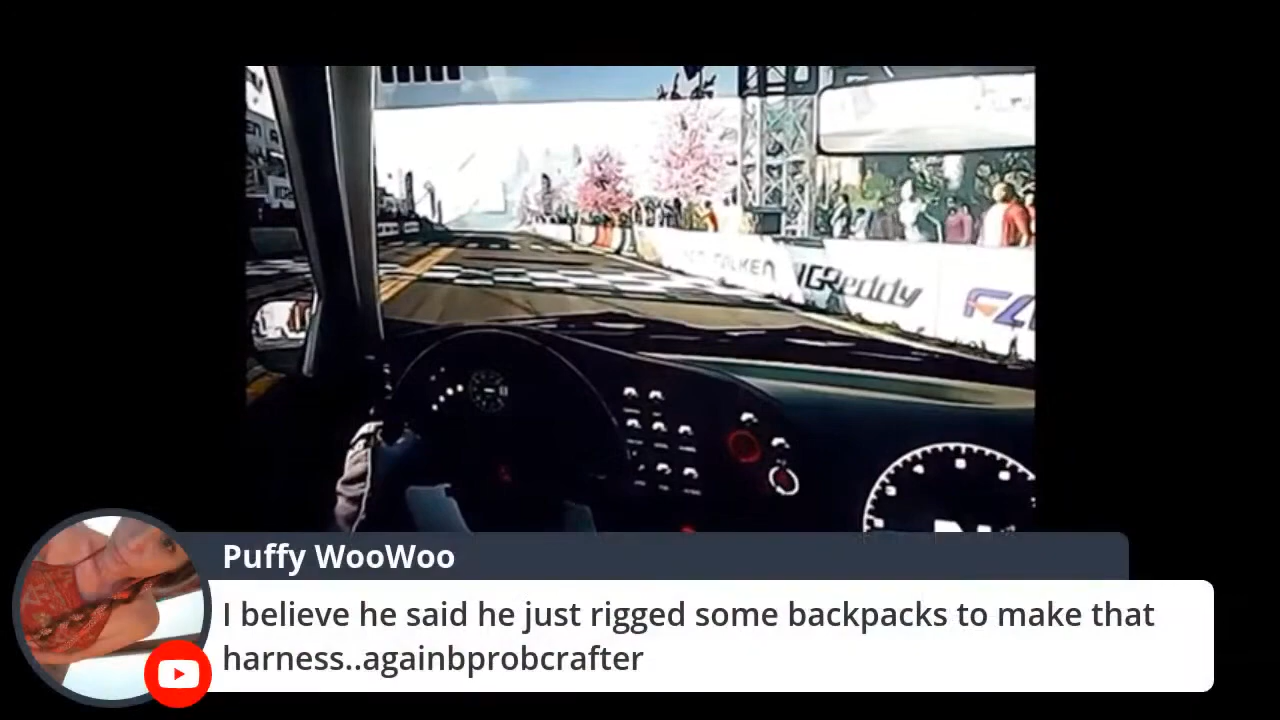 FALKEN
GReddy
Puffy WooWoo
I believe he said he just rigged some backpacks to make that
harness..againbprobcrafter